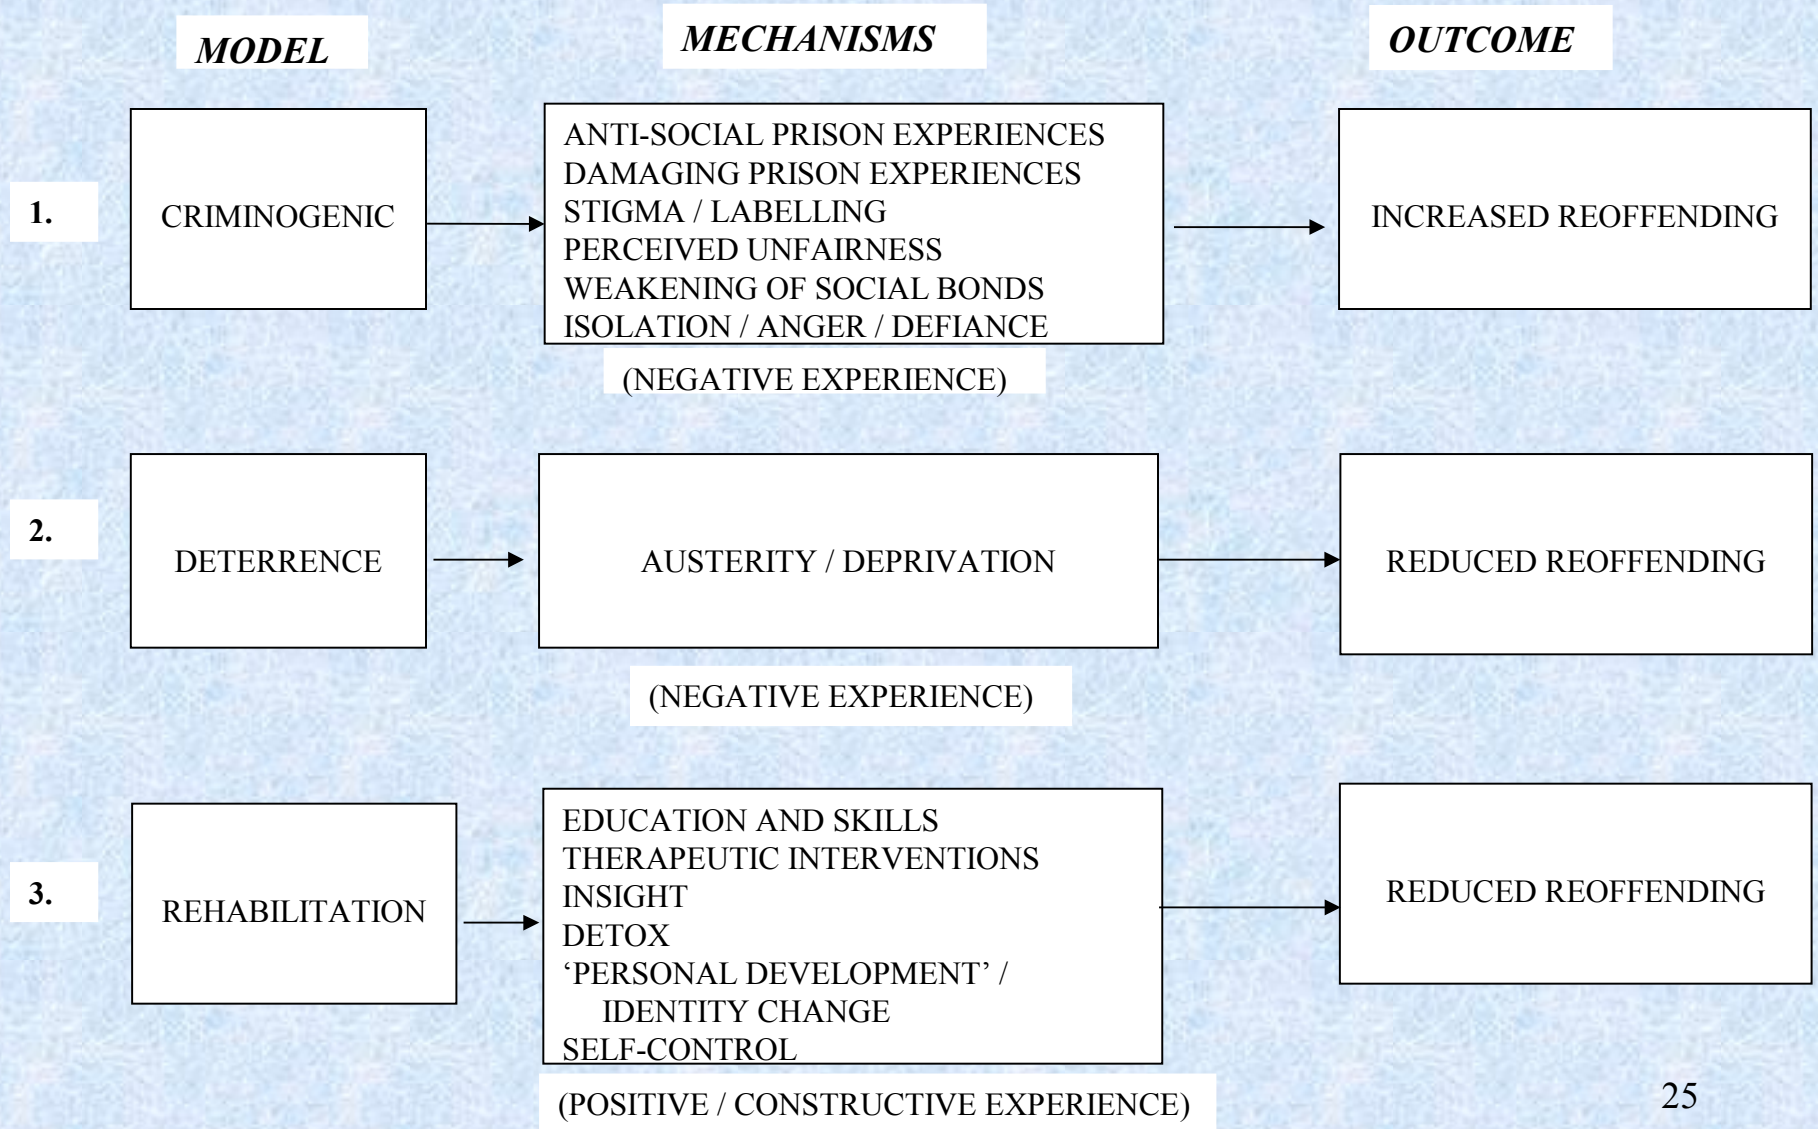 MODEL
MECHANISMS
OUTCOME
1.
CRIMINOGENIC
ANTI-SOCIAL PRISON EXPERIENCES
DAMAGING PRISON EXPERIENCES
STIGMA / LABELLING
PERCEIVED UNFAIRNESS
WEAKENING OF SOCIAL BONDS
ISOLATION / ANGER / DEFIANCE
(NEGATIVE EXPERIENCE)
INCREASED REOFFENDING
2.
DETERRENCE
AUSTERITY / DEPRIVATION
(NEGATIVE EXPERIENCE)
REDUCED REOFFENDING
3.
REHABILITATION
EDUCATION AND SKILLS
THERAPEUTIC INTERVENTIONS
INSIGHT
DETOX
‘PERSONAL DEVELOPMENT’ /
IDENTITY CHANGE
SELF-CONTROL
(POSITIVE / CONSTRUCTIVE EXPERIENCE)
REDUCED REOFFENDING
25